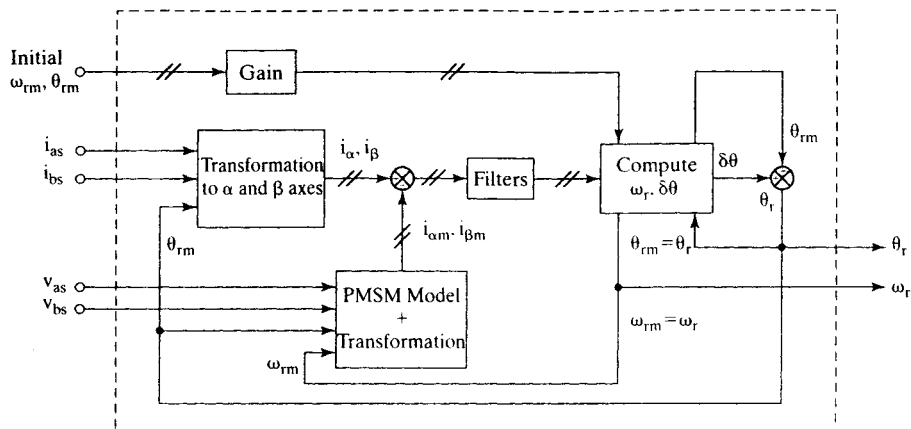 Initial
ω_rm, θ_rm
Gain
i_as
i_bs
Transformation
to α and β axes
i_α, i_β
Filters
Compute
ω_r. δθ
δθ
θ_rm
θ_r
θ_rm
i_αm. i_βm
θ_rm = θ_r
θ_r
v_as
v_bs
PMSM Model
+
Transformation
ω_r
ω_rm = ω_r
ω_rm